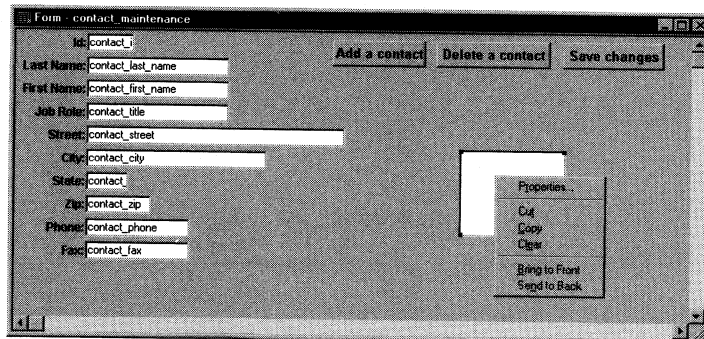 Form - contact_maintenance
Id: contact_i
Add a contact Delete a contact Save changes
Last Name: contact_last_name
First Name: contact_first_name
Job Role: contact_title
Street: contact_street
City: contact_city
State: contact_
Zip: contact_zip
Phone: contact_phone
Fax: contact_fax
Properties...
Cut
Copy
Clear
Bring to Front
Send to Back